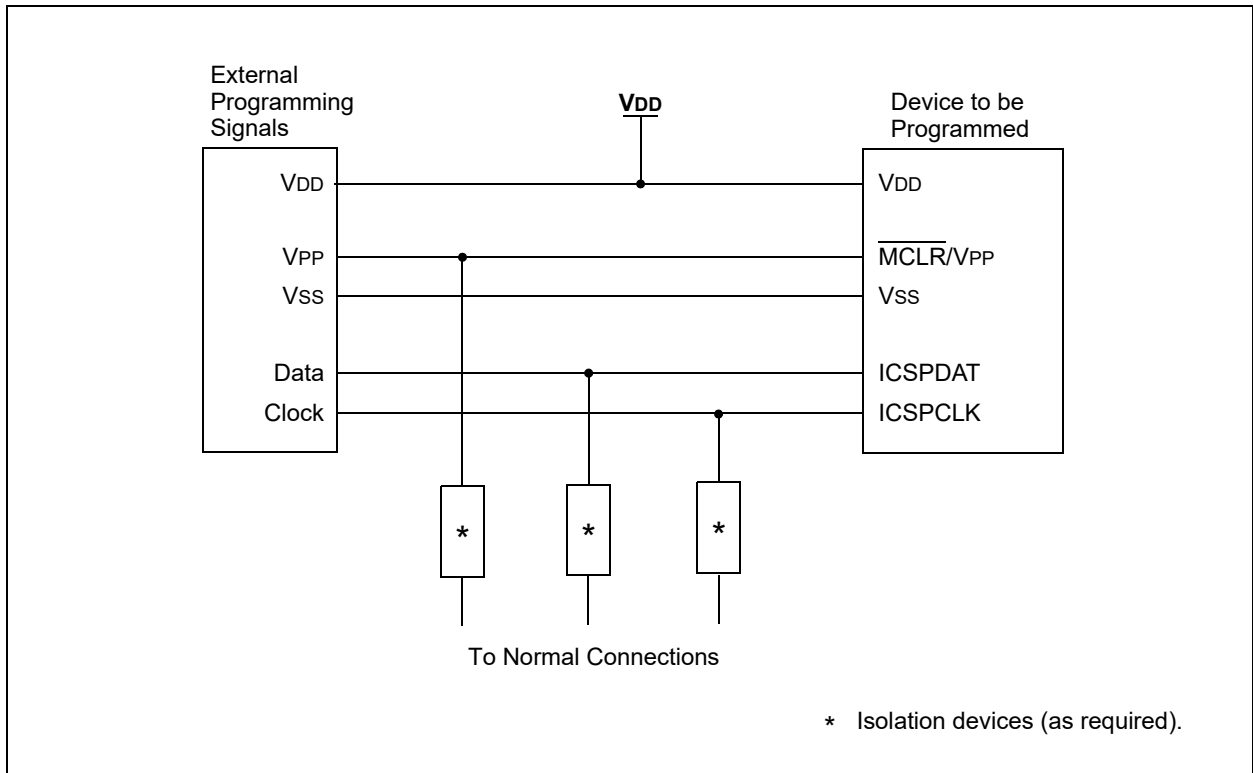 External
Programming
Signals
VDD
Device to be
Programmed
VDD
VDD
VPP
MCLR/VPP
VSS
VSS
Data
ICSPDAT
Clock
ICSPCLK
*
*
*
To Normal Connections
* Isolation devices (as required).